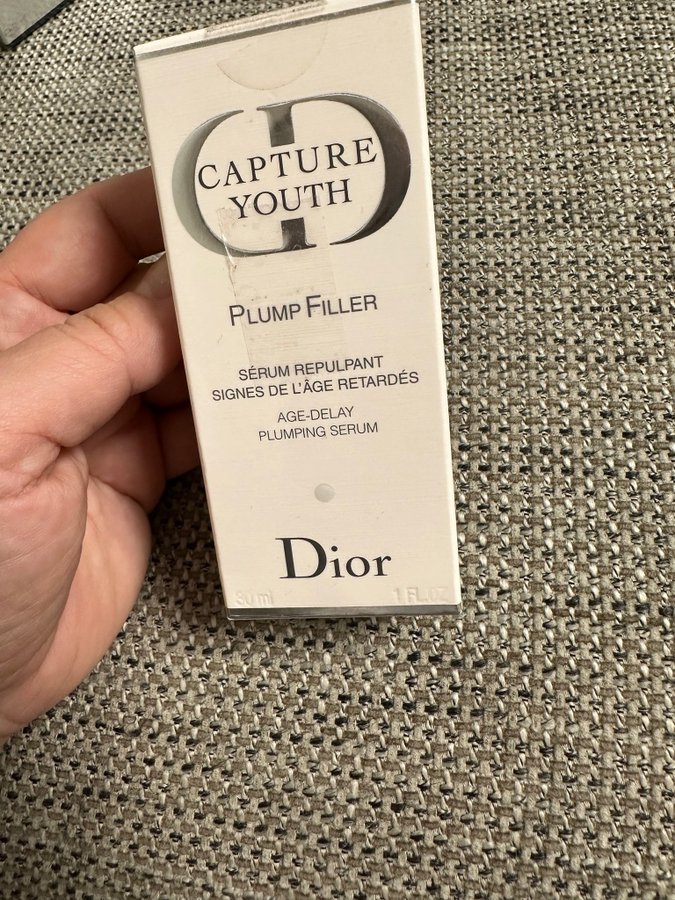 CAPTURE
YOUTH
PLUMP FILLER
SÉRUM REPULPANT
SIGNES DE L'ÂGE RETARDÉS
AGE-DELAY
PLUMPING SERUM
Dior
30 ml 1 FL.OZ